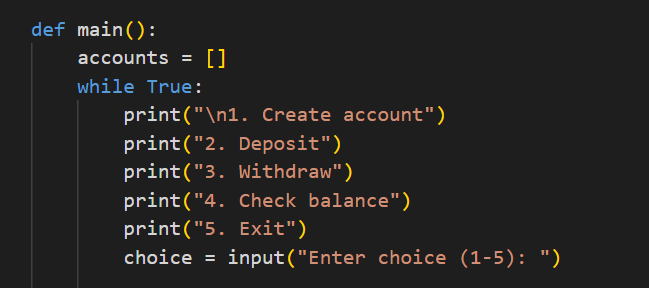 def main():
    accounts = []
    while True:
        print("\n1. Create account")
        print("2. Deposit")
        print("3. Withdraw")
        print("4. Check balance")
        print("5. Exit")
        choice = input("Enter choice (1-5): ")